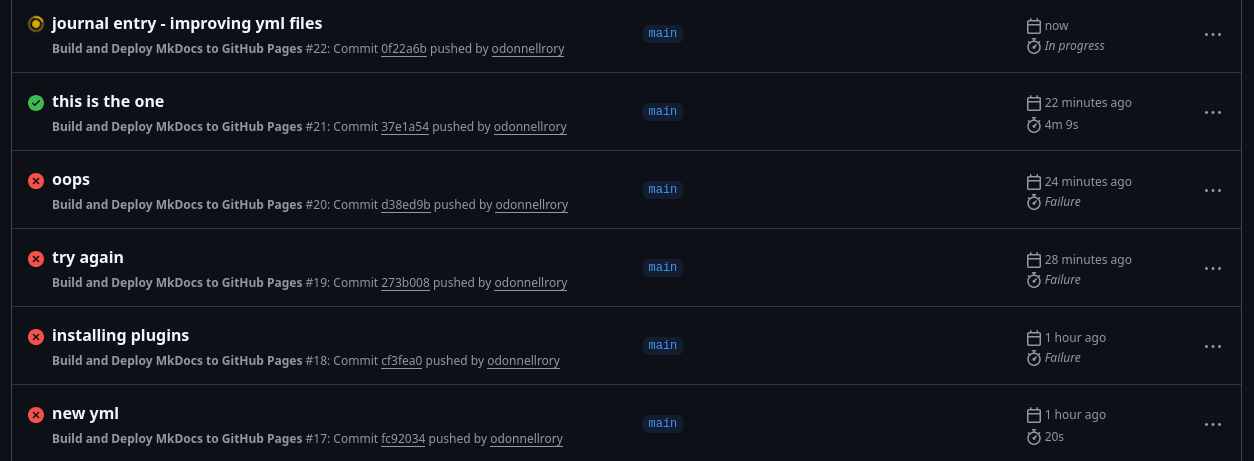 journal entry - improving yml files
Build and Deploy MkDocs to GitHub Pages #22: Commit 0f22a6b pushed by odonnellrory
main
now
In progress
this is the one
Build and Deploy MkDocs to GitHub Pages #21: Commit 37e1a54 pushed by odonnellrory
main
22 minutes ago
4m 9s
oops
Build and Deploy MkDocs to GitHub Pages #20: Commit d38ed9b pushed by odonnellrory
main
24 minutes ago
Failure
try again
Build and Deploy MkDocs to GitHub Pages #19: Commit 273b008 pushed by odonnellrory
main
28 minutes ago
Failure
installing plugins
Build and Deploy MkDocs to GitHub Pages #18: Commit cf3fea0 pushed by odonnellrory
main
1 hour ago
Failure
new yml
Build and Deploy MkDocs to GitHub Pages #17: Commit fc92034 pushed by odonnellrory
main
1 hour ago
20s